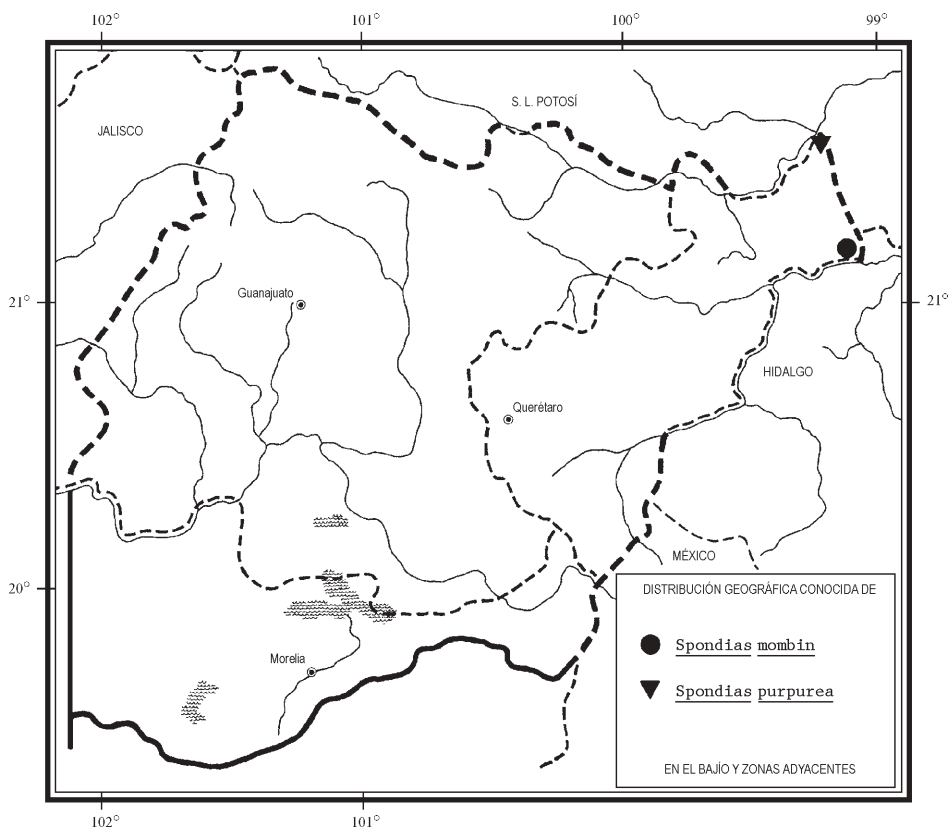 102° 101° 100° 99°
S. L. POTOSÍ
JALISCO
Guanajuato
21° 21°
HIDALGO
Querétaro
MÉXICO
20°
DISTRIBUCIÓN GEOGRÁFICA CONOCIDA DE
Spondias mombin
Morelia
Spondias purpurea
EN EL BAJÍO Y ZONAS ADYACENTES
102° 101°